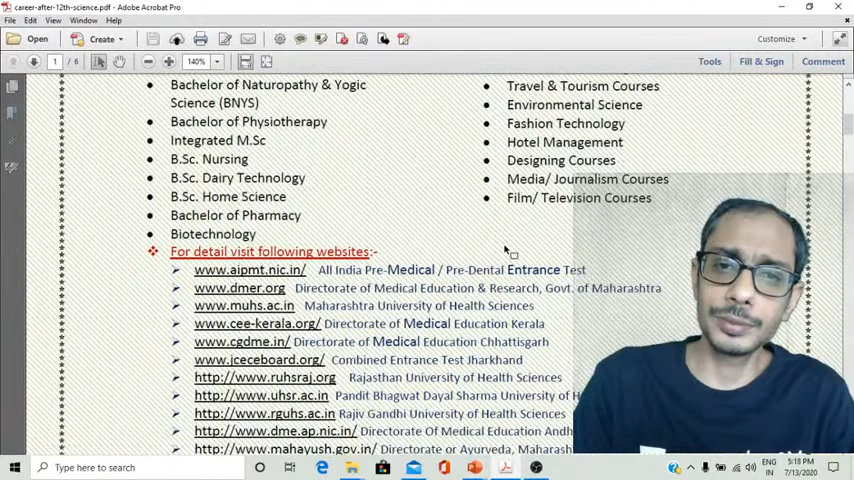 career-after-12th-science.pdf - Adobe Acrobat Pro
File Edit View Window Help
Open Create Customize
1 / 6 140% Tools Fill & Sign Comment
Bachelor of Naturopathy & Yogic
Science (BNYS)
Bachelor of Physiotherapy
Integrated M.Sc
B.Sc. Nursing
B.Sc. Dairy Technology
B.Sc. Home Science
Bachelor of Pharmacy
Biotechnology
Travel & Tourism Courses
Environmental Science
Fashion Technology
Hotel Management
Designing Courses
Media/ Journalism Courses
Film/ Television Courses
For detail visit following websites:-
www.aipmt.nic.in/ All India Pre-Medical / Pre-Dental Entrance Test
www.dmer.org Directorate of Medical Education & Research, Govt. of Maharashtra
www.muhs.ac.in Maharashtra University of Health Sciences
www.cee-kerala.org/ Directorate of Medical Education Kerala
www.cgdme.in/ Directorate of Medical Education Chhattisgarh
www.jceceboard.org/ Combined Entrance Test Jharkhand
http://www.ruhsraj.org Rajasthan University of Health Sciences
http://www.uhsr.ac.in Pandit Bhagwat Dayal Sharma University of H
http://www.rguhs.ac.in Rajiv Gandhi University of Health Sciences
http://www.dme.ap.nic.in/ Directorate Of Medical Education Andh
http://www.mahayush.gov.in/ Directorate or Ayurveda, Maharash
Type here to search
ENG 5:18 PM
IN 7/13/2020